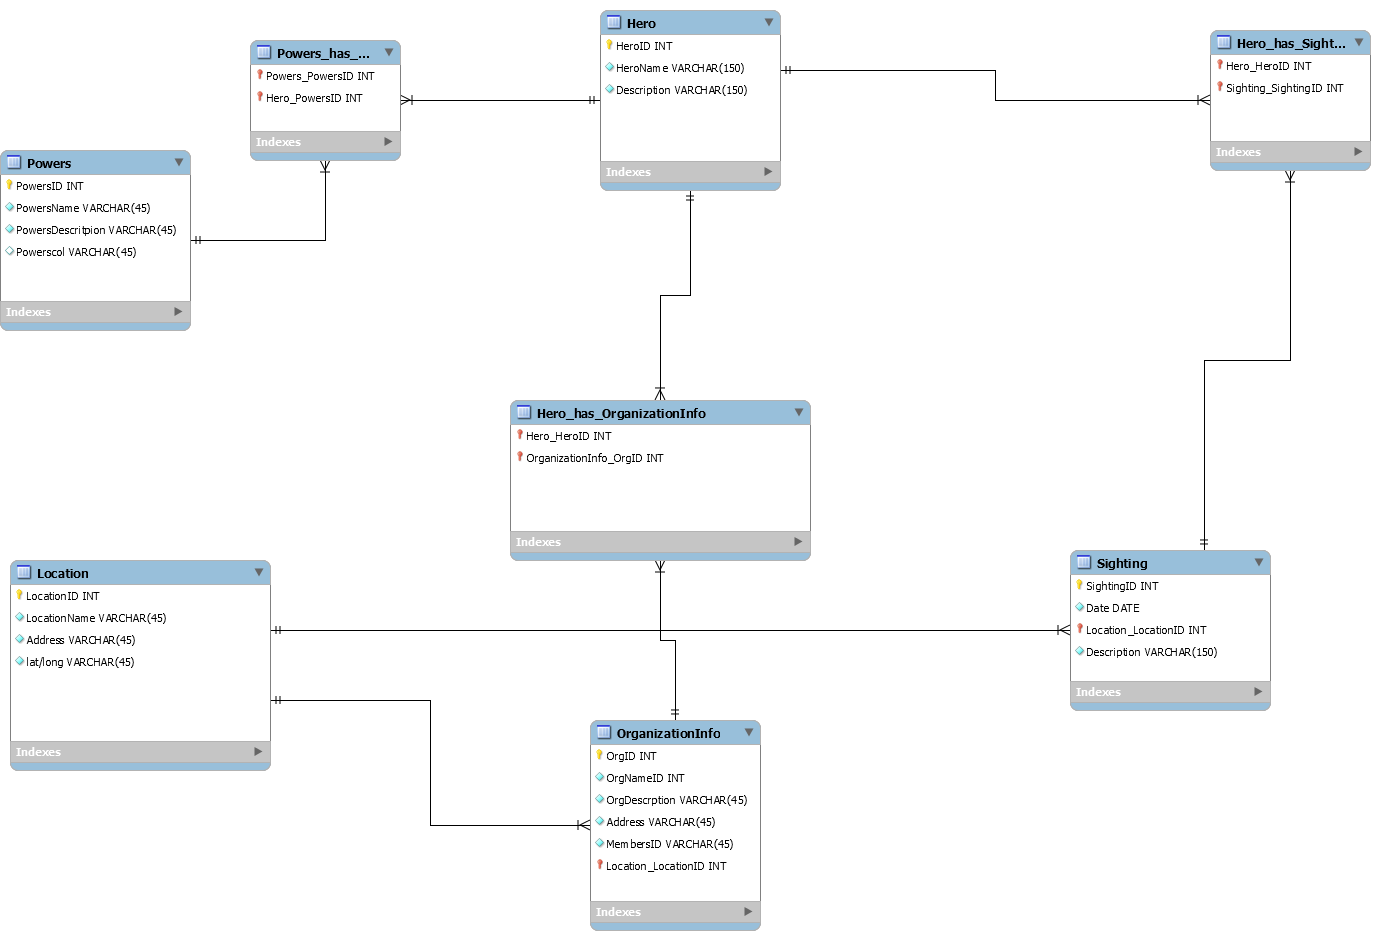 Hero
HeroID INT
HeroName VARCHAR(150)
Description VARCHAR(150)
Indexes
Hero_has_Sight...
Hero_HeroID INT
Sighting_SightingID INT
Indexes
Powers_has_...
Powers_PowersID INT
Hero_PowersID INT
Indexes
Powers
PowersID INT
PowersName VARCHAR(45)
PowersDescritpion VARCHAR(45)
Powerscol VARCHAR(45)
Indexes
Hero_has_OrganizationInfo
Hero_HeroID INT
OrganizationInfo_OrgID INT
Indexes
Location
LocationID INT
LocationName VARCHAR(45)
Address VARCHAR(45)
lat/long VARCHAR(45)
Indexes
Sighting
SightingID INT
Date DATE
Location_LocationID INT
Description VARCHAR(150)
Indexes
OrganizationInfo
OrgID INT
OrgNameID INT
OrgDescrption VARCHAR(45)
Address VARCHAR(45)
MembersID VARCHAR(45)
Location_LocationID INT
Indexes